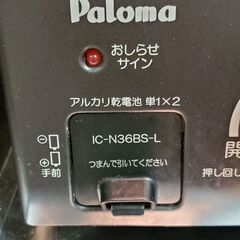 Paloma
おしらせ
サイン
アルカリ乾電池 単1×2
IC-N36BS-L
つまんで引いてください
手前
開
押し回し